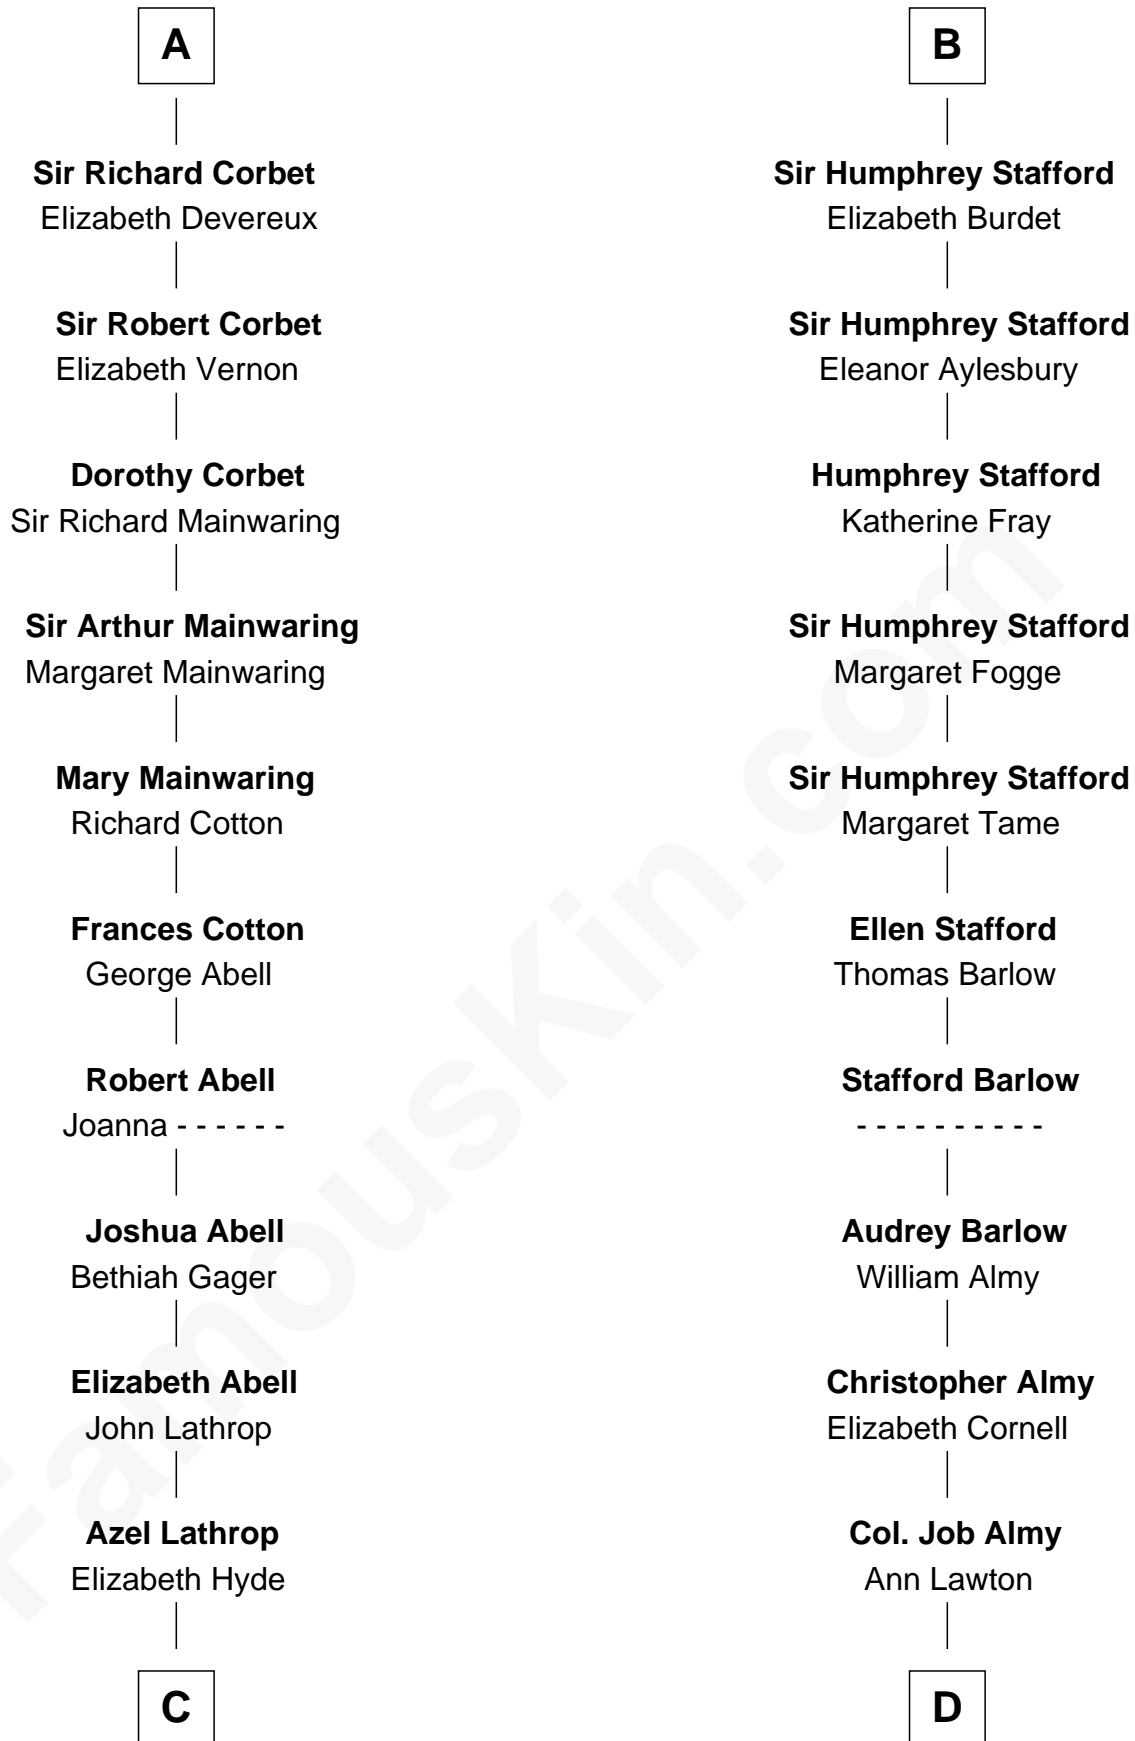 A
Sir Richard Corbet
Elizabeth Devereux
Sir Robert Corbet
Elizabeth Vernon
Dorothy Corbet
Sir Richard Mainwaring
Sir Arthur Mainwaring
Margaret Mainwaring
Mary Mainwaring
Richard Cotton
Frances Cotton
George Abell
Robert Abell
Joanna - - - - - -
Joshua Abell
Bethiah Gager
Elizabeth Abell
John Lathrop
Azel Lathrop
Elizabeth Hyde
C
B
Sir Humphrey Stafford
Elizabeth Burdet
Sir Humphrey Stafford
Eleanor Aylesbury
Humphrey Stafford
Katherine Fray
Sir Humphrey Stafford
Margaret Fogge
Sir Humphrey Stafford
Margaret Tame
Ellen Stafford
Thomas Barlow
Stafford Barlow
- - - - - - - - - -
Audrey Barlow
William Almy
Christopher Almy
Elizabeth Cornell
Col. Job Almy
Ann Lawton
D
FamousKin.com